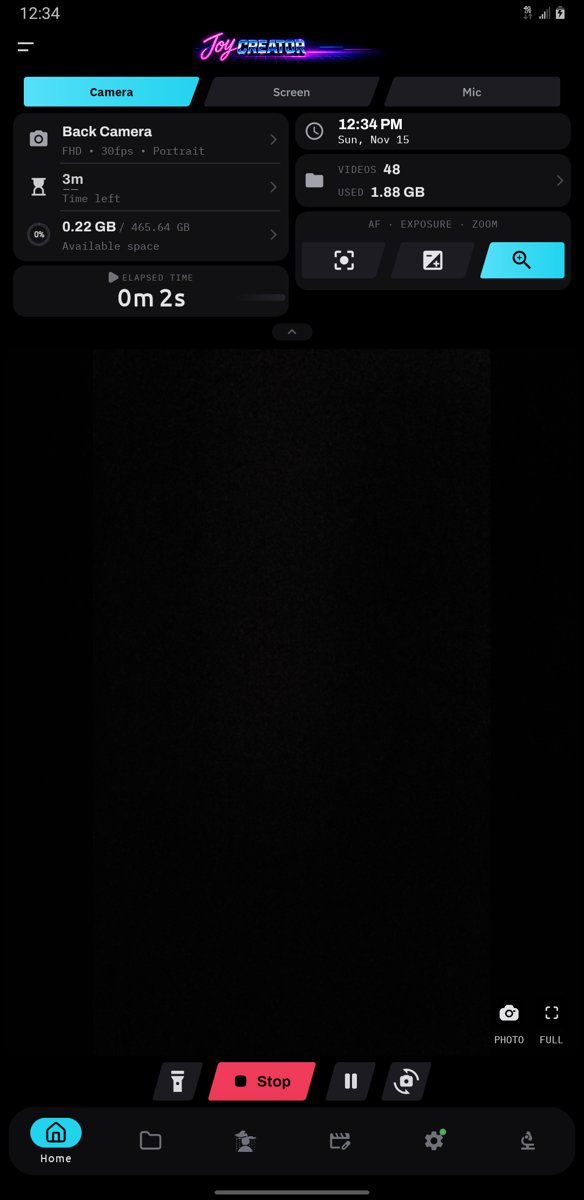 12:34
Joy CREATOR
Camera
Screen
Mic
Back Camera
FHD • 30fps • Portrait
3m
Time left
0.22 GB / 465.64 GB
Available space
0%
ELAPSED TIME
0m 2s
12:34 PM
Sun, Nov 15
VIDEOS 48
USED 1.88 GB
AF · EXPOSURE · ZOOM
PHOTO
FULL
Stop
Home